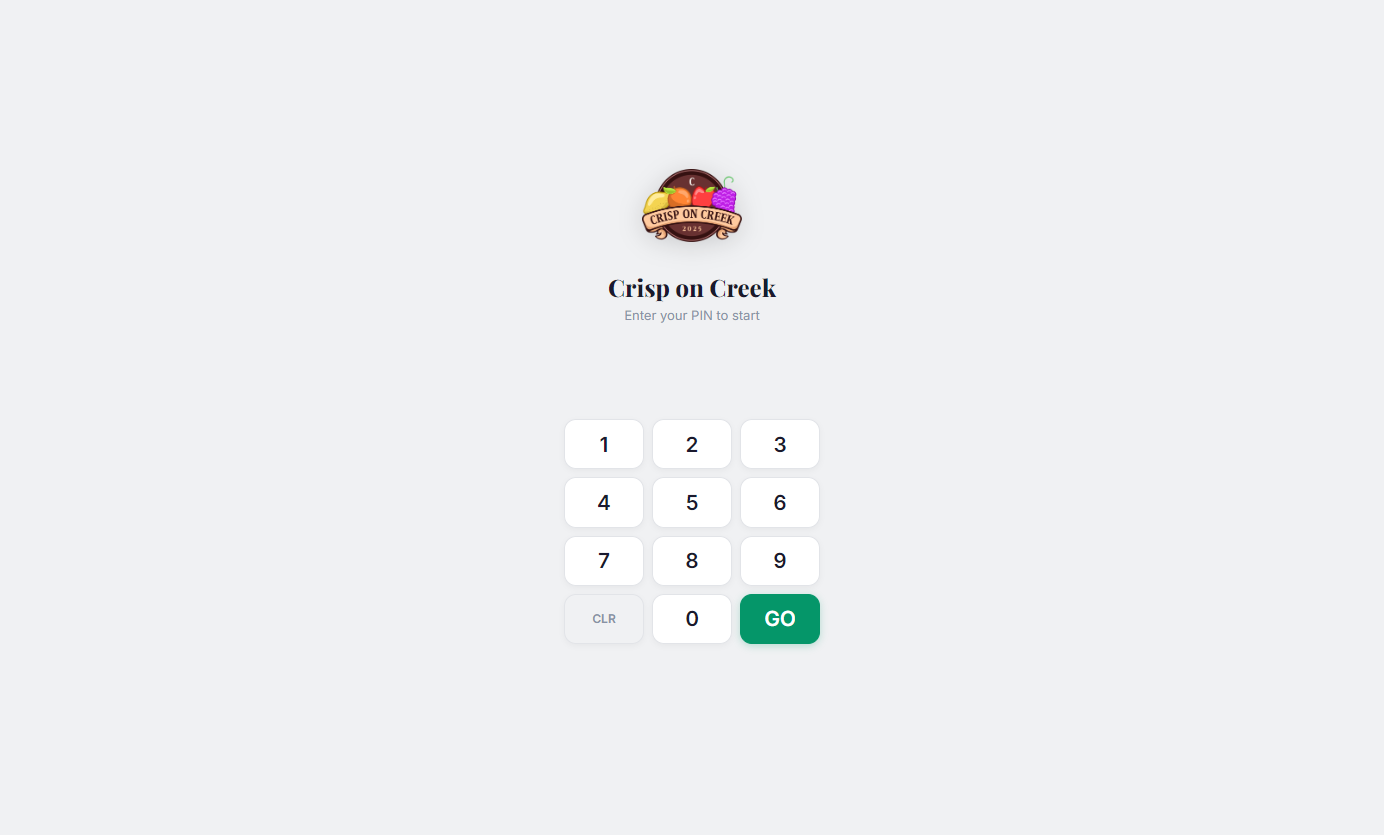 C
CRISP ON CREEK
2025
Crisp on Creek
Enter your PIN to start
1 2 3
4 5 6
7 8 9
CLR 0 GO